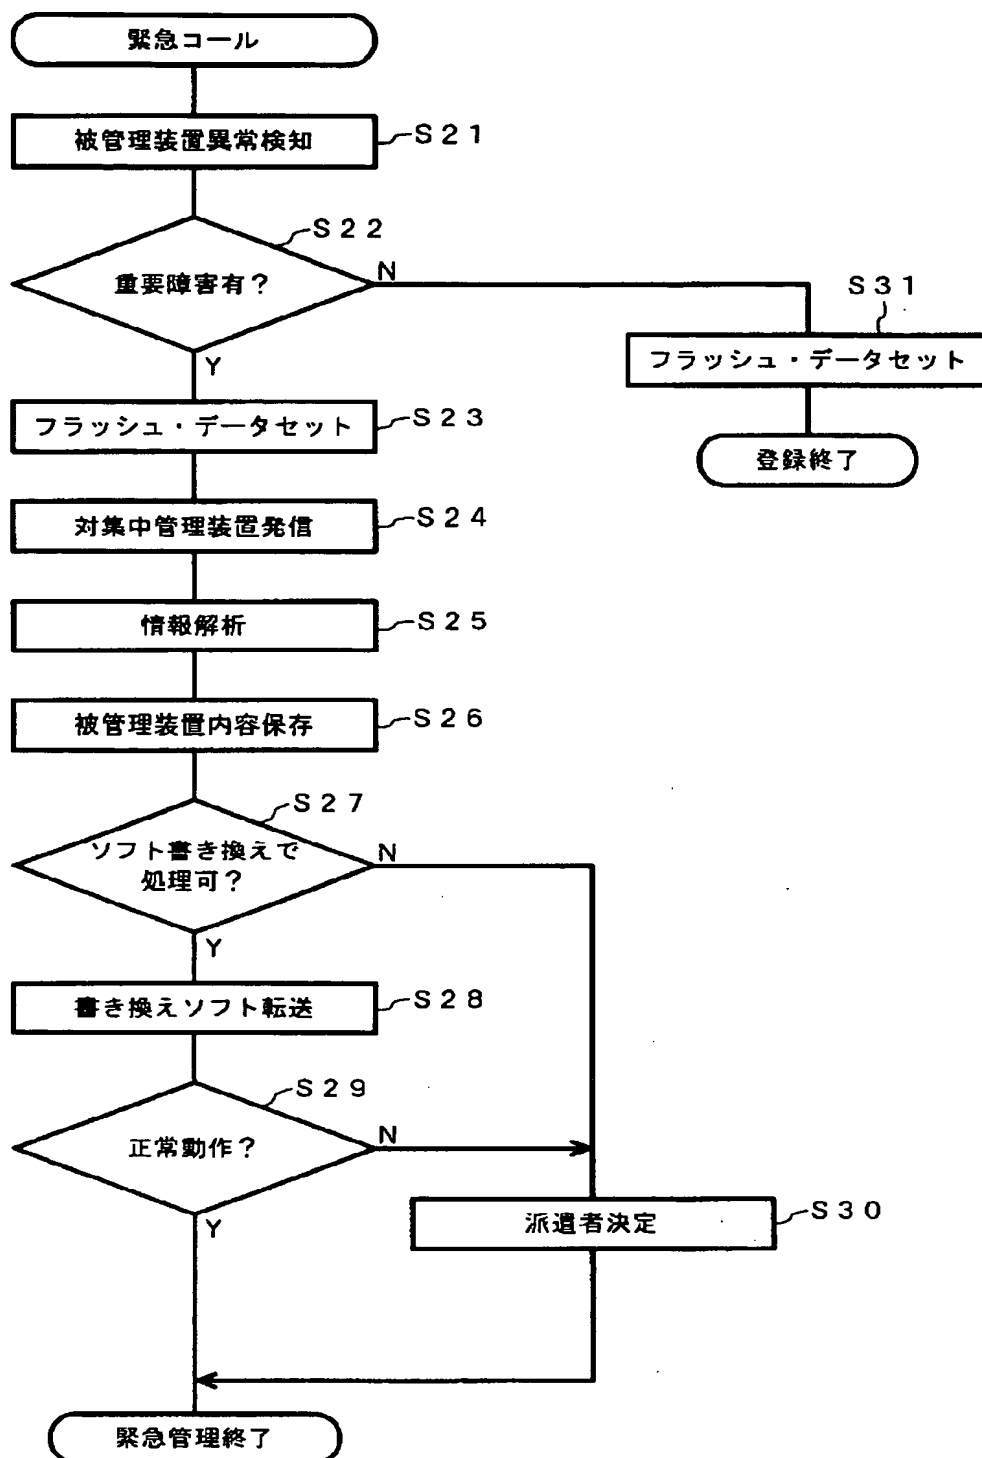 緊急コール
被管理装置異常検知
S21
S22
重要障害有？
N
Y
S31
フラッシュ・データセット
登録終了
フラッシュ・データセット
S23
対集中管理装置発信
S24
情報解析
S25
被管理装置内容保存
S26
S27
ソフト書き換えで
処理可？
N
Y
書き換えソフト転送
S28
S29
正常動作？
N
Y
派遣者決定
S30
緊急管理終了